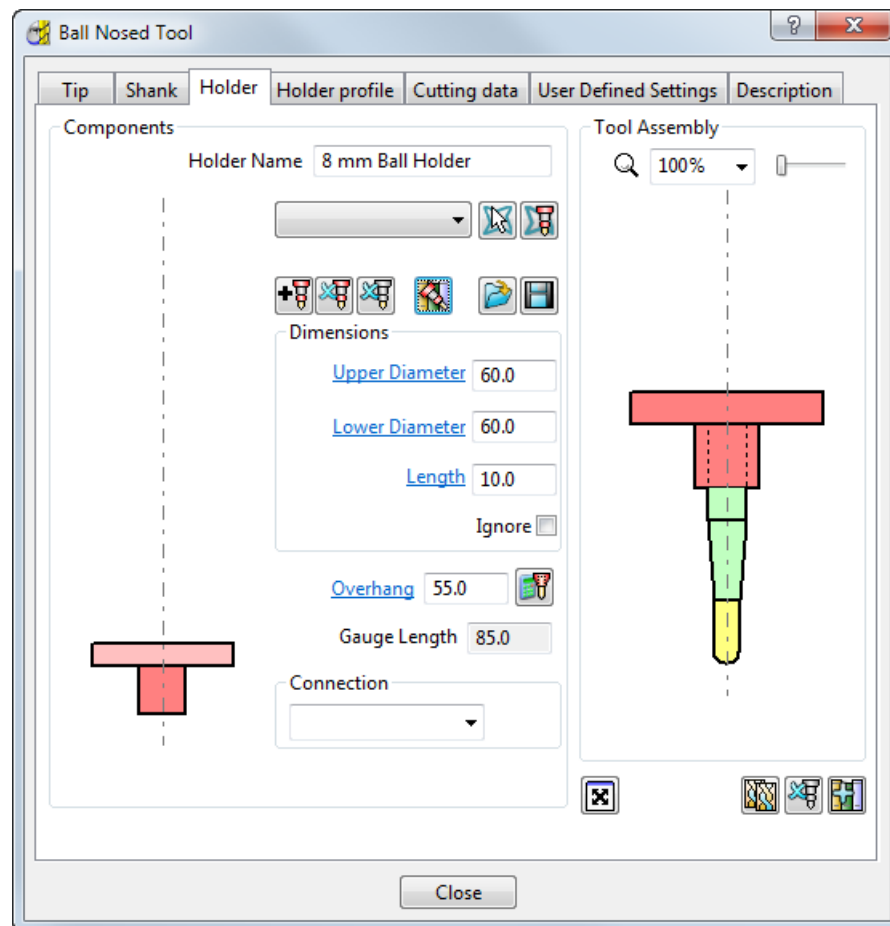 Ball Nosed Tool
?
Tip Shank Holder Holder profile Cutting data User Defined Settings Description
Components
Holder Name 8 mm Ball Holder
Dimensions
Upper Diameter 60.0
Lower Diameter 60.0
Length 10.0
Ignore
Overhang 55.0
Gauge Length 85.0
Connection
Tool Assembly
100%
Close